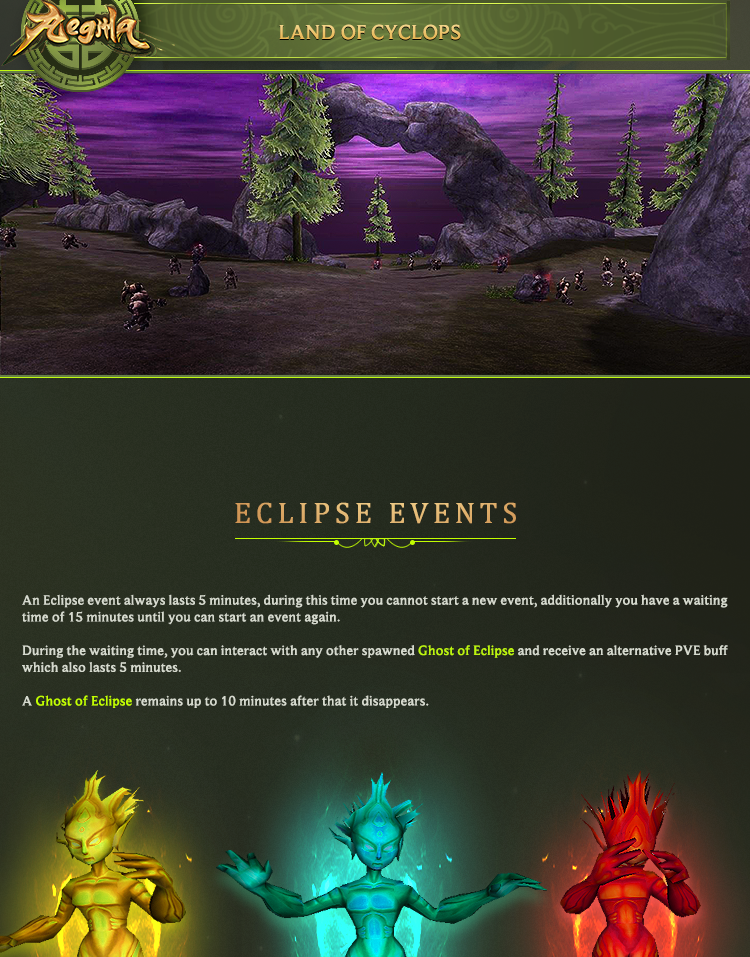 Aegma
LAND OF CYCLOPS
ECLIPSE EVENTS
An Eclipse event always lasts 5 minutes, during this time you cannot start a new event, additionally you have a waiting
time of 15 minutes until you can start an event again.
During the waiting time, you can interact with any other spawned Ghost of Eclipse and receive an alternative PVE buff
which also lasts 5 minutes.
A Ghost of Eclipse remains up to 10 minutes after that it disappears.